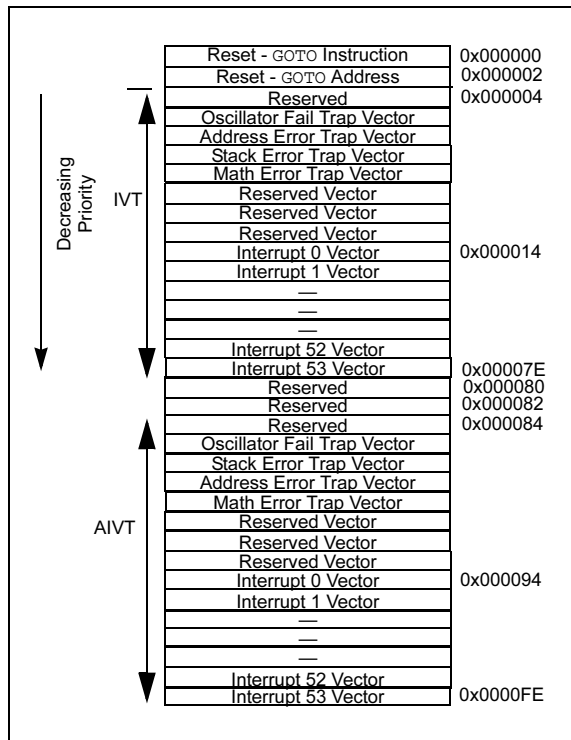 Reset - GOTO Instruction 0x000000
Reset - GOTO Address 0x000002
Reserved 0x000004
Oscillator Fail Trap Vector
Address Error Trap Vector
Stack Error Trap Vector
Math Error Trap Vector
Reserved Vector
Reserved Vector
Reserved Vector
Interrupt 0 Vector 0x000014
Interrupt 1 Vector
—
—
—
Interrupt 52 Vector
Interrupt 53 Vector 0x00007E
Reserved 0x000080
Reserved 0x000082
Reserved 0x000084
Oscillator Fail Trap Vector
Stack Error Trap Vector
Address Error Trap Vector
Math Error Trap Vector
Reserved Vector
Reserved Vector
Reserved Vector
Interrupt 0 Vector 0x000094
Interrupt 1 Vector
—
—
—
Interrupt 52 Vector
Interrupt 53 Vector 0x0000FE
Decreasing
Priority
IVT
AIVT